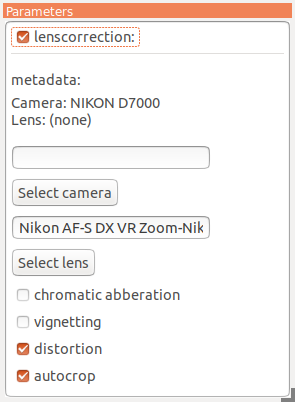 Parameters
lenscorrection:
metadata:
Camera: NIKON D7000
Lens: (none)
Select camera
Nikon AF-S DX VR Zoom-Nik
Select lens
chromatic abberation
vignetting
distortion
autocrop